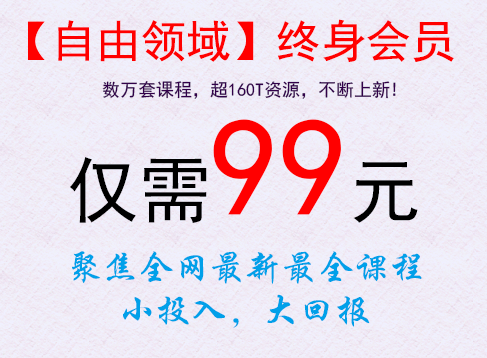 【自由领域】终身会员
数万套课程，超160T资源，不断上新!
仅需99元
聚焦全网最新最全课程
小投入，大回报